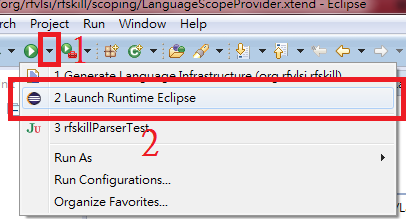 org/rfvlsi/rfskill/scoping/LanguageScopeProvider.xtend - Eclipse
Project Run Window Help
1
1 Generate Language Infrastructure (org.rfvlsi.rfskill)
2 Launch Runtime Eclipse
Ju 3 rfskillParserTest
2
Run As
Run Configurations...
Organize Favorites...